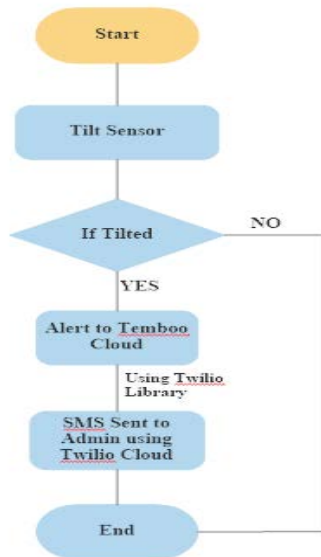 Start
Tilt Sensor
If Tilted
NO
YES
Alert to Temboo
Cloud
Using Twilio
Library
SMS Sent to
Admin using
Twilio Cloud
End